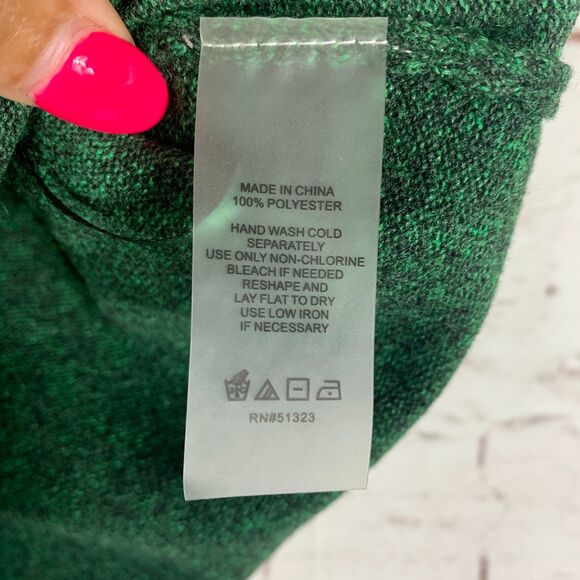 MADE IN CHINA
100% POLYESTER
HAND WASH COLD
SEPARATELY
USE ONLY NON-CHLORINE
BLEACH IF NEEDED
RESHAPE AND
LAY FLAT TO DRY
USE LOW IRON
IF NECESSARY
30C
RN#51323